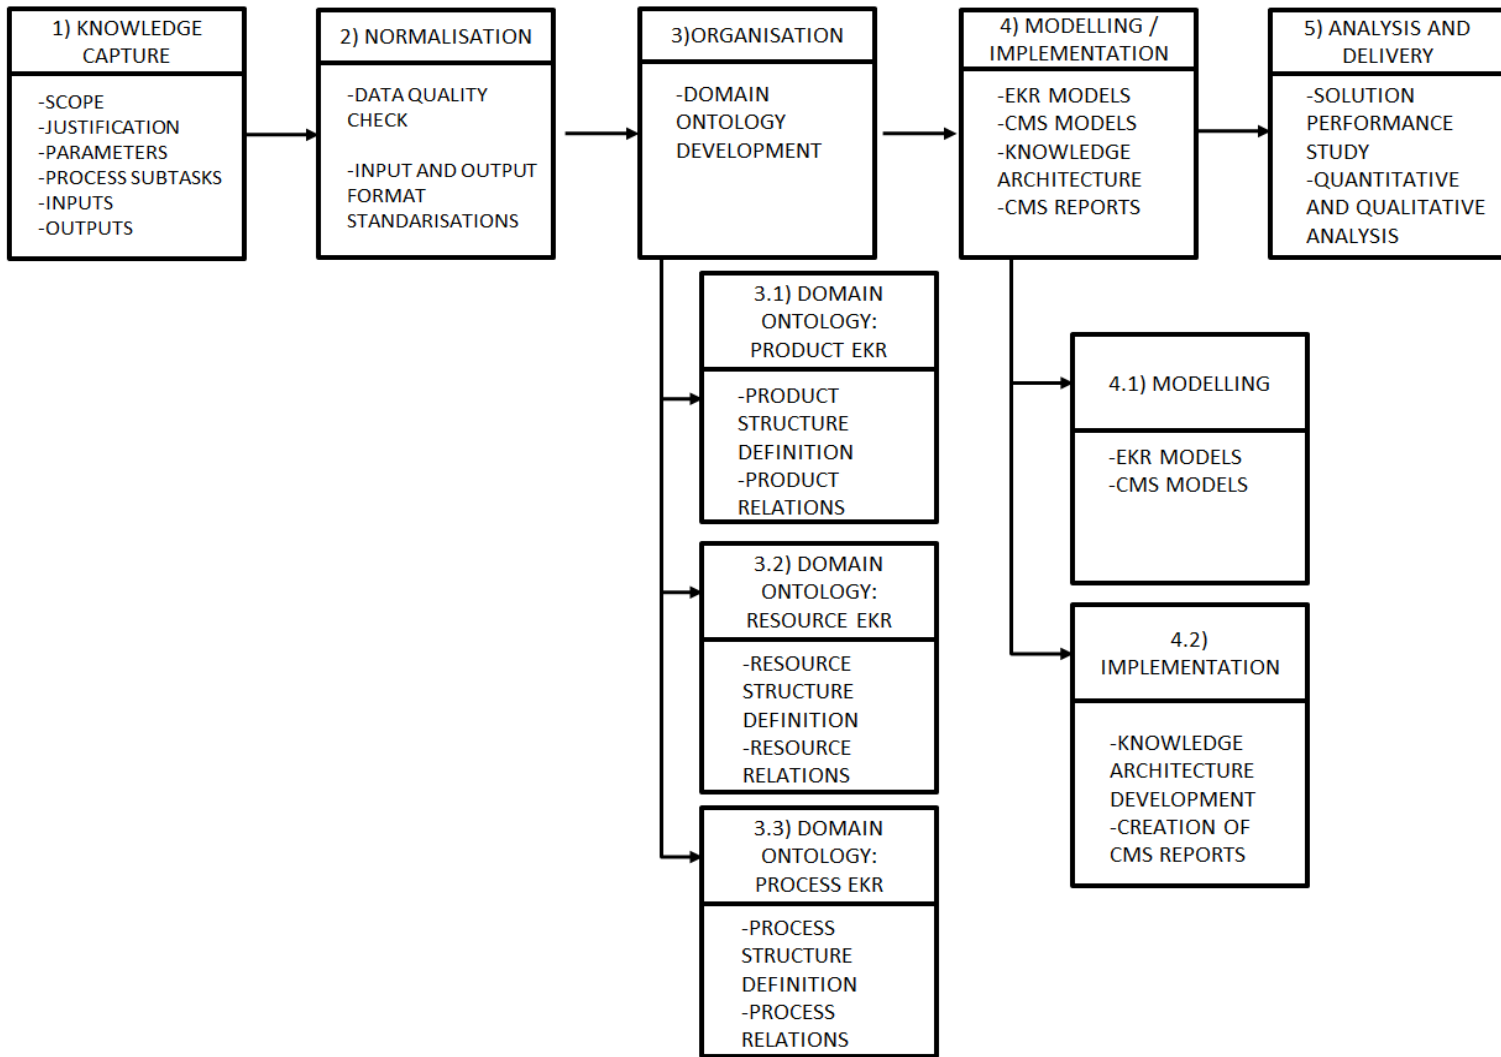 1) KNOWLEDGE
CAPTURE
-SCOPE
-JUSTIFICATION
-PARAMETERS
-PROCESS SUBTASKS
-INPUTS
-OUTPUTS
2) NORMALISATION
-DATA QUALITY
CHECK
-INPUT AND OUTPUT
FORMAT
STANDARISATIONS
3)ORGANISATION
-DOMAIN
ONTOLOGY
DEVELOPMENT
4) MODELLING /
IMPLEMENTATION
-EKR MODELS
-CMS MODELS
-KNOWLEDGE
ARCHITECTURE
-CMS REPORTS
5) ANALYSIS AND
DELIVERY
-SOLUTION
PERFORMANCE
STUDY
-QUANTITATIVE
AND QUALITATIVE
ANALYSIS
3.1) DOMAIN
ONTOLOGY:
PRODUCT EKR
-PRODUCT
STRUCTURE
DEFINITION
-PRODUCT
RELATIONS
3.2) DOMAIN
ONTOLOGY:
RESOURCE EKR
-RESOURCE
STRUCTURE
DEFINITION
-RESOURCE
RELATIONS
3.3) DOMAIN
ONTOLOGY:
PROCESS EKR
-PROCESS
STRUCTURE
DEFINITION
-PROCESS
RELATIONS
4.1) MODELLING
-EKR MODELS
-CMS MODELS
4.2)
IMPLEMENTATION
-KNOWLEDGE
ARCHITECTURE
DEVELOPMENT
-CREATION OF
CMS REPORTS